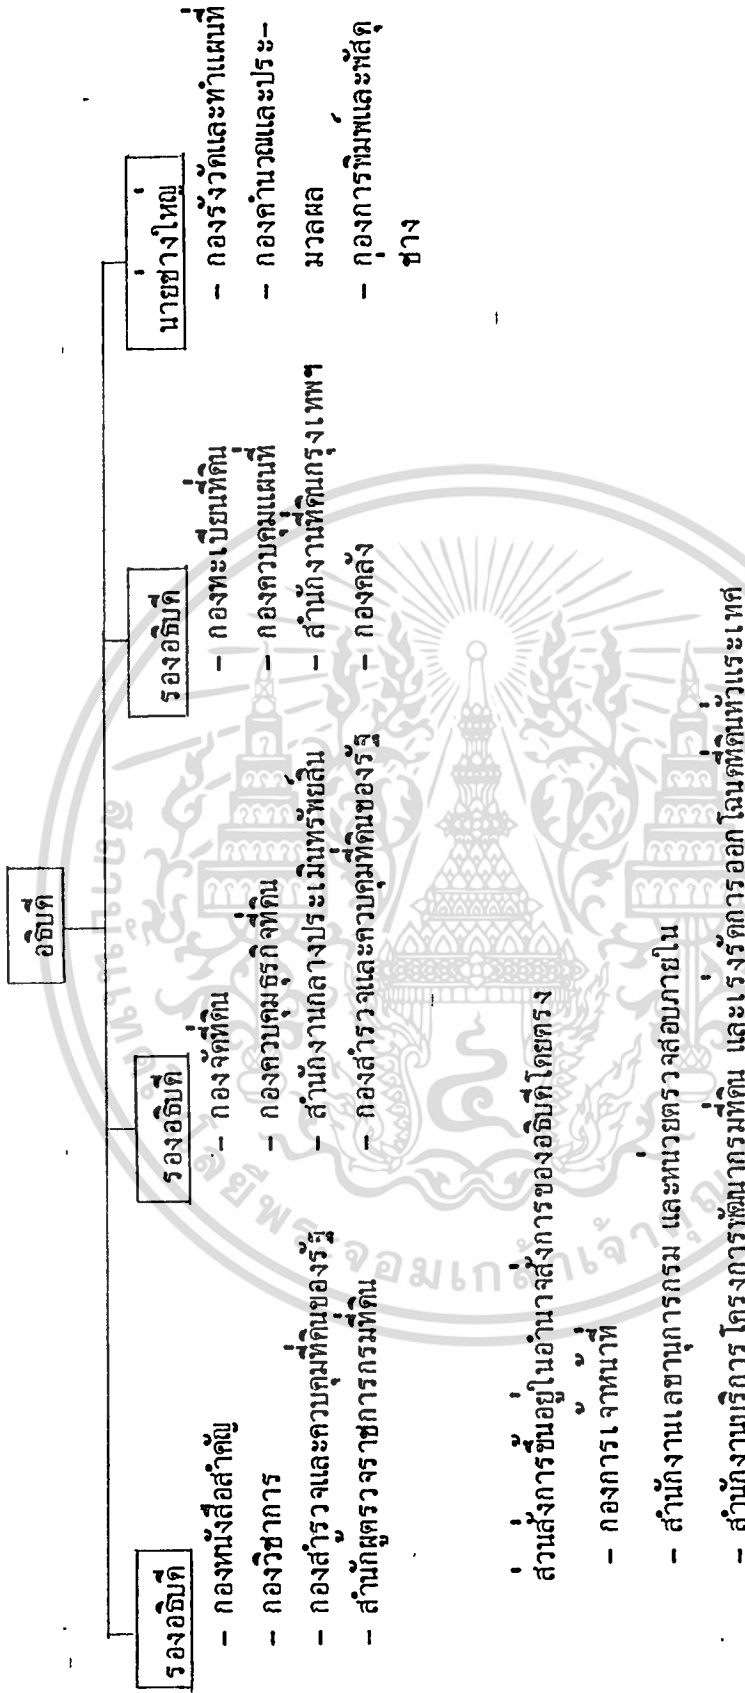 อธิบดี
รองอธิบดี
- กองหนังสือสำคัญ
- กองวิชาการ
- กองสำรวจและควบคุมที่ดินของรัฐ
- สำนักผู้ตรวจราชการกรมที่ดิน
รองอธิบดี
- กองจัดที่ดิน
- กองควบคุมธุรกิจที่ดิน
- สำนักงานกลางประเมินทรัพย์สิน
- กองสำรวจและควบคุมที่ดินของรัฐ
รองอธิบดี
- กองทะเบียนที่ดิน
- กองควบคุมแผนที่
- สำนักงานที่ดินกรุงเทพฯ
- กองคลัง
นายช่างใหญ่
- กองรังวัดและทำแผนที่
- กองคำนวณและประ-
มวลผล
- กองการพิมพ์และพัสดุ
ช่าง
ส่วนสั่งการขึ้นอยู่ในอำนาจสั่งการของอธิบดีโดยตรง
- กองการเจ้าหน้าที่
- สำนักงานเลขานุการกรม และหน่วยตรวจสอบภายใน
- สำนักงานบริการโครงการพัฒนากรมที่ดิน และเร่งรัดการออกโฉนดที่ดินทั่วประเทศ
พระจอมเกล้าเจ้า